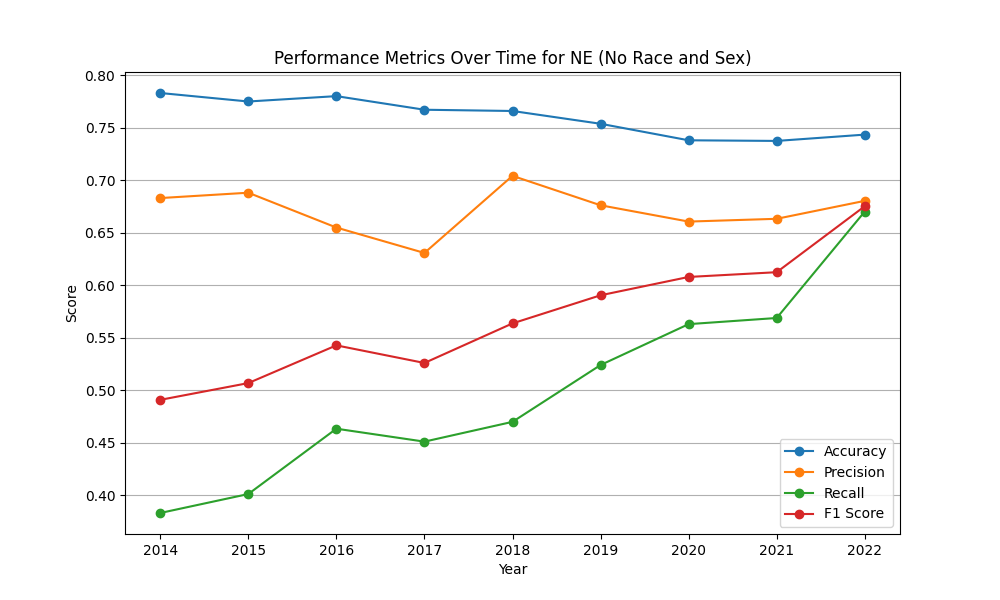 Performance Metrics Over Time for NE (No Race and Sex)
0.80
0.75
0.70
0.65
0.60
0.55
0.50
0.45
0.40
Score
Accuracy
Precision
Recall
F1 Score
2014 2015 2016 2017 2018 2019 2020 2021 2022
Year